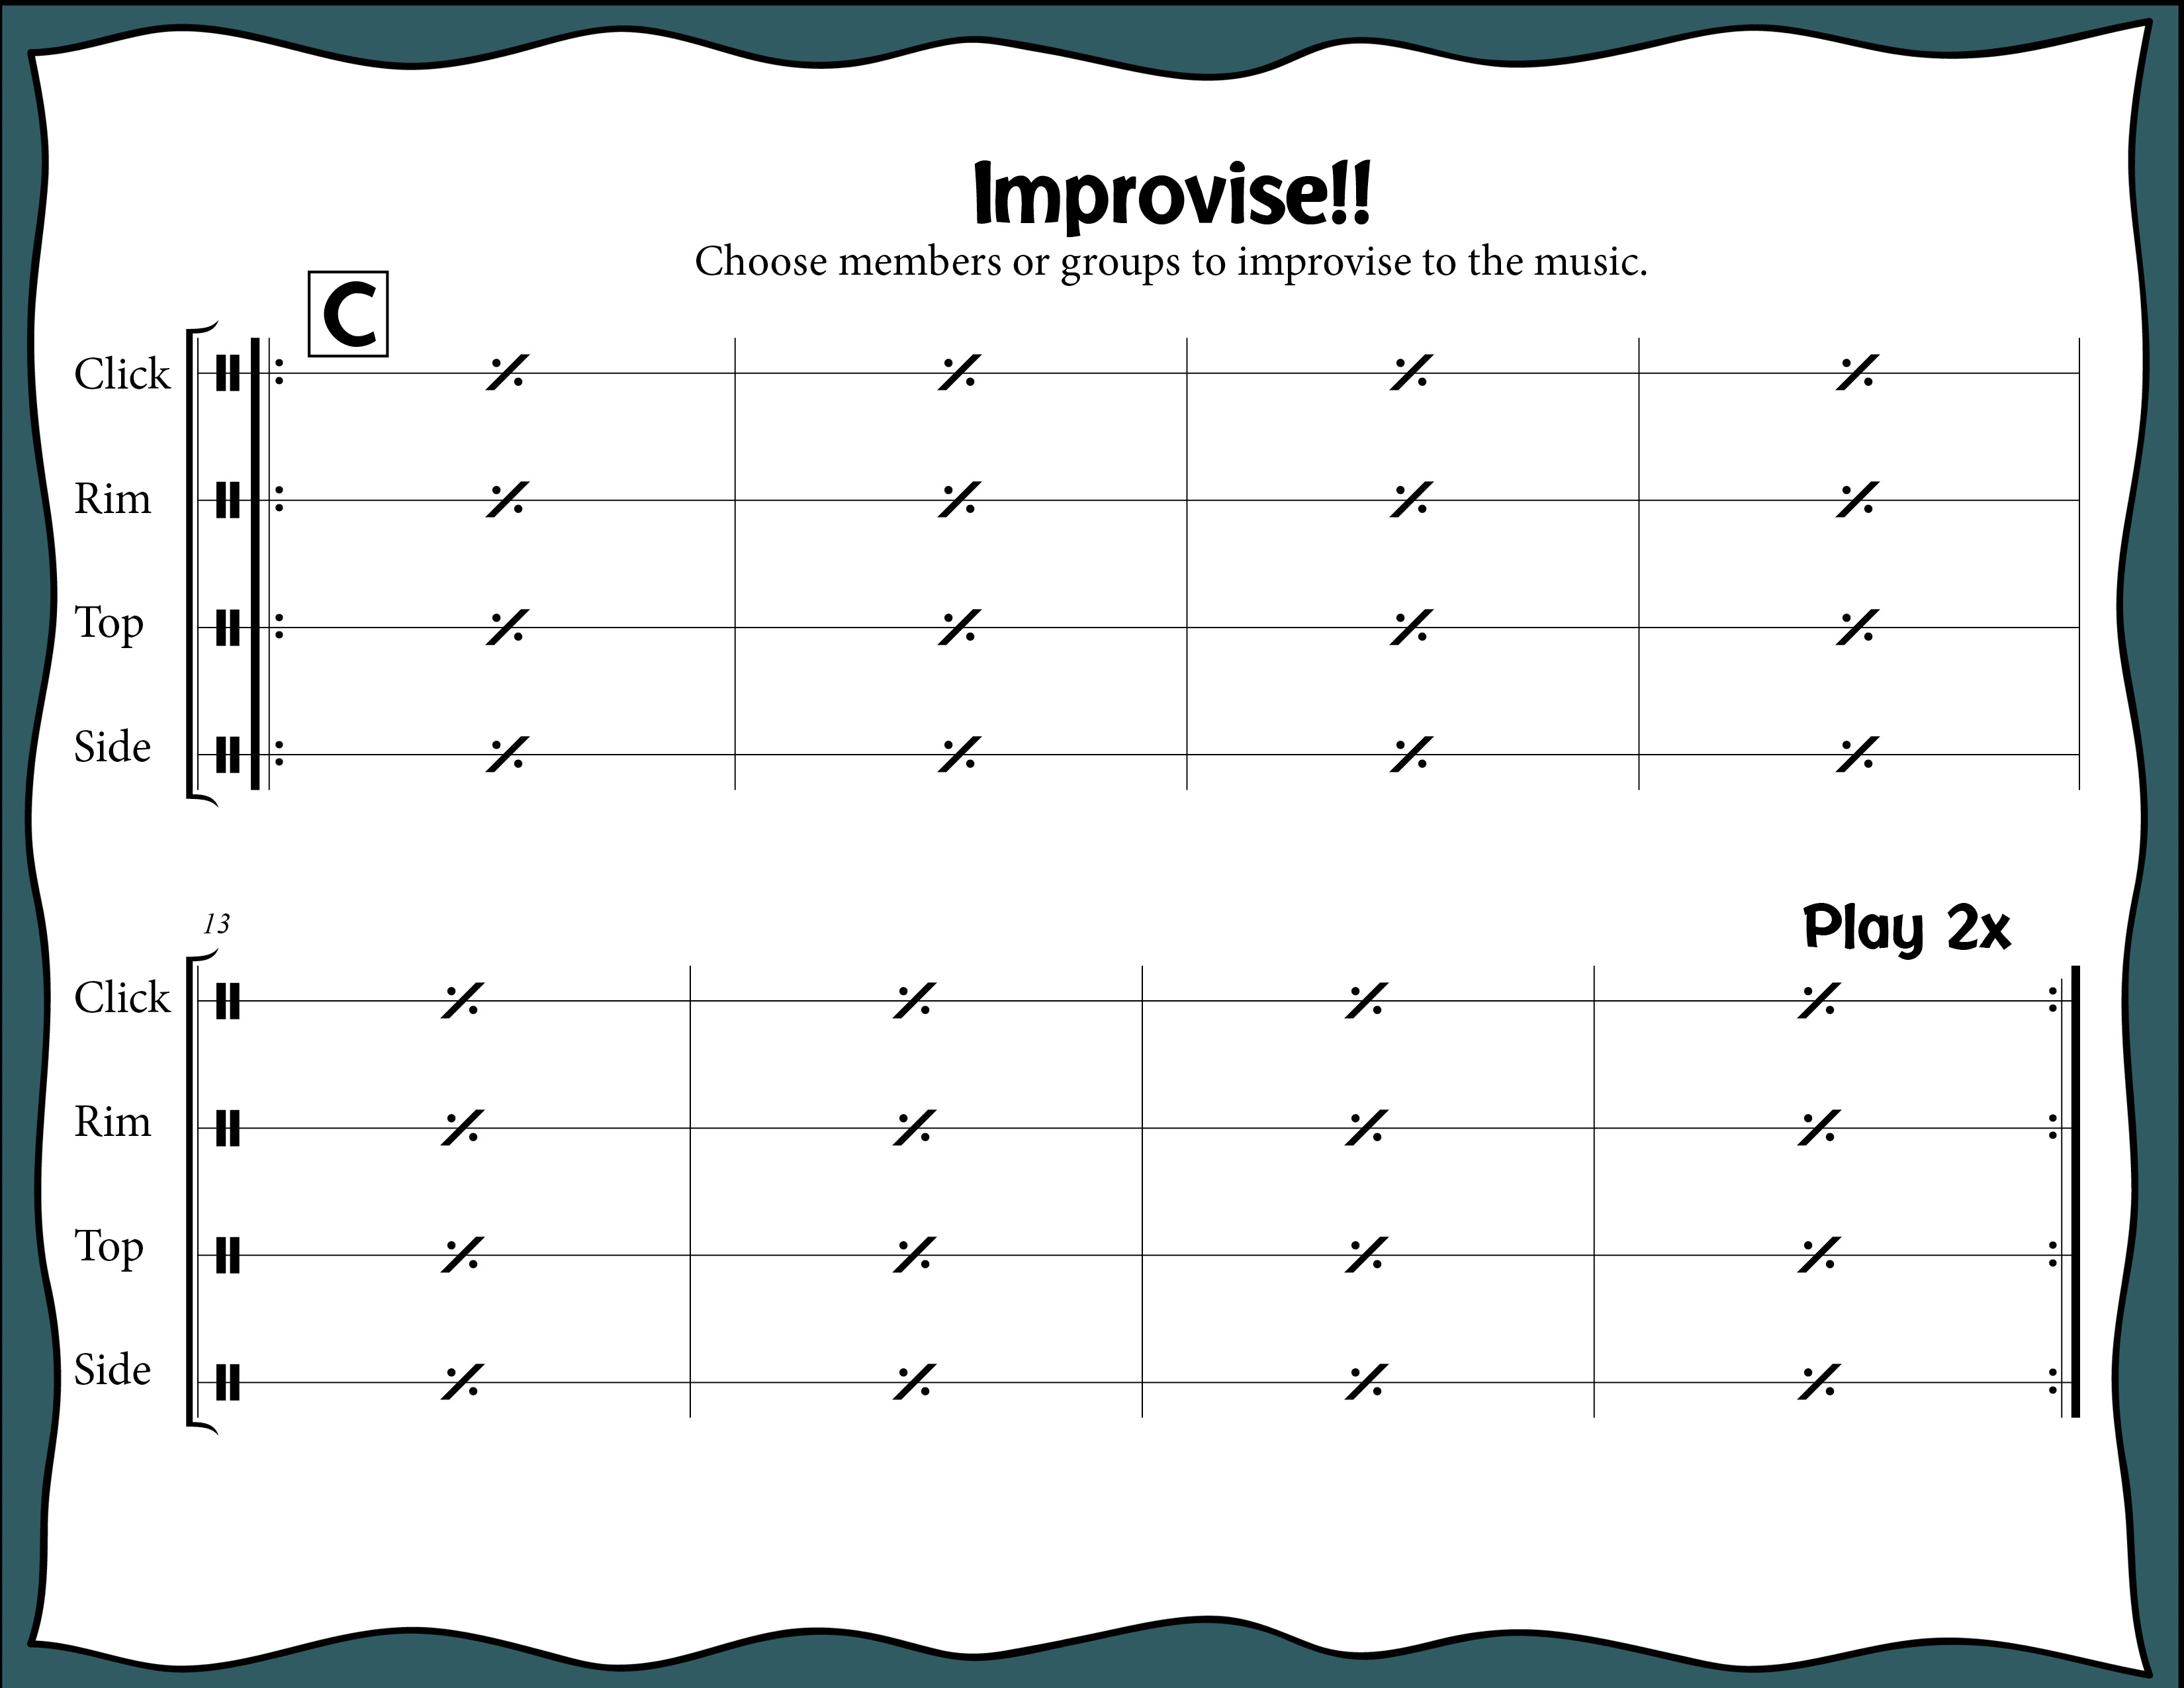 Improvise!!
Choose members or groups to improvise to the music.
C
Click
Rim
Top
Side
13
Play 2x
Click
Rim
Top
Side